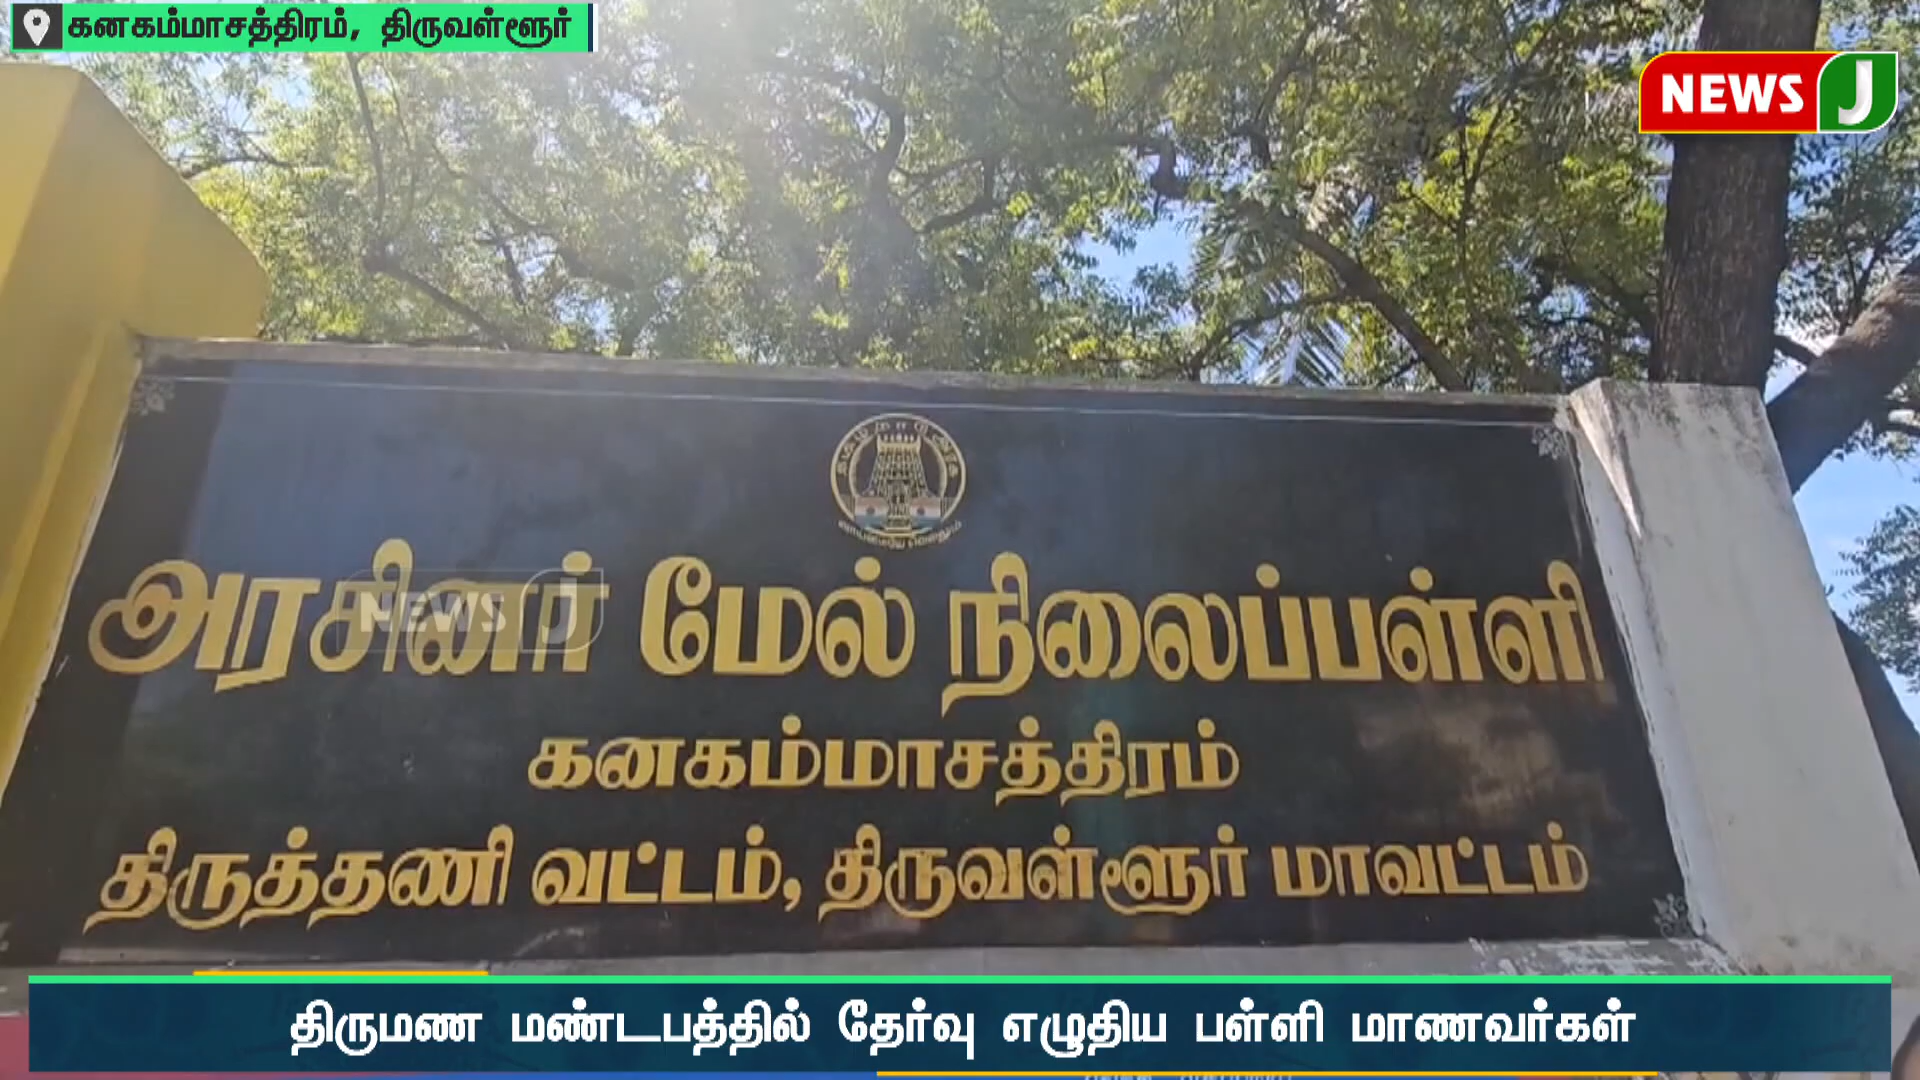 கனகம்மாசத்திரம், திருவள்ளூர்
NEWS J
அரசினர் மேல் நிலைப்பள்ளி
NEWS J
கனகம்மாசத்திரம்
திருத்தணி வட்டம், திருவள்ளூர் மாவட்டம்
திருமண மண்டபத்தில் தேர்வு எழுதிய பள்ளி மாணவர்கள்